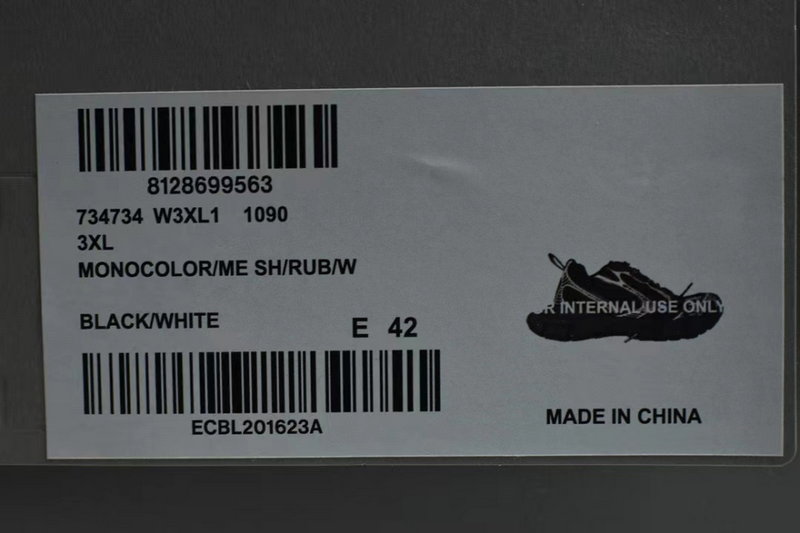 8128699563
734734 W3XL1 1090
3XL
MONOCOLOR/ME SH/RUB/W
R INTERNAL USE ONLY
BLACK/WHITE
E 42
ECBL201623A
MADE IN CHINA